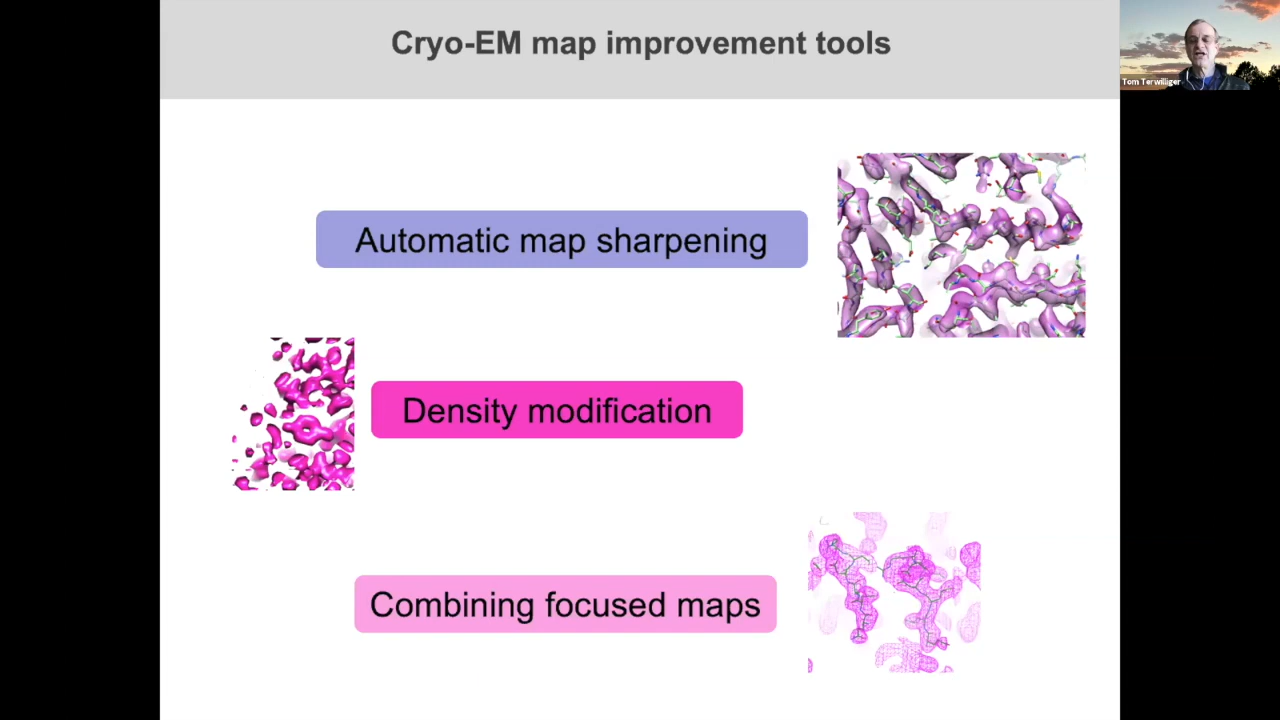 Cryo-EM map improvement tools
Tom Terwilliger
Automatic map sharpening
Density modification
Combining focused maps